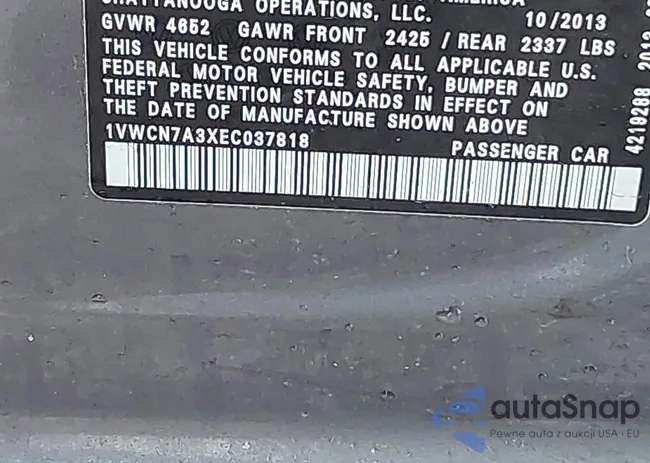 CHATTANOOGA OPERATIONS, LLC. 10/2013
GVWR 4652 GAWR FRONT 2425 / REAR 2337 LBS
THIS VEHICLE CONFORMS TO ALL APPLICABLE U.S.
FEDERAL MOTOR VEHICLE SAFETY, BUMPER AND
THEFT PREVENTION STANDARDS IN EFFECT ON
THE DATE OF MANUFACTURE SHOWN ABOVE
1VWCN7A3XEC037818 PASSENGER CAR
4219288 2013
autaSnap
Pewne auta z aukcji USA i EU